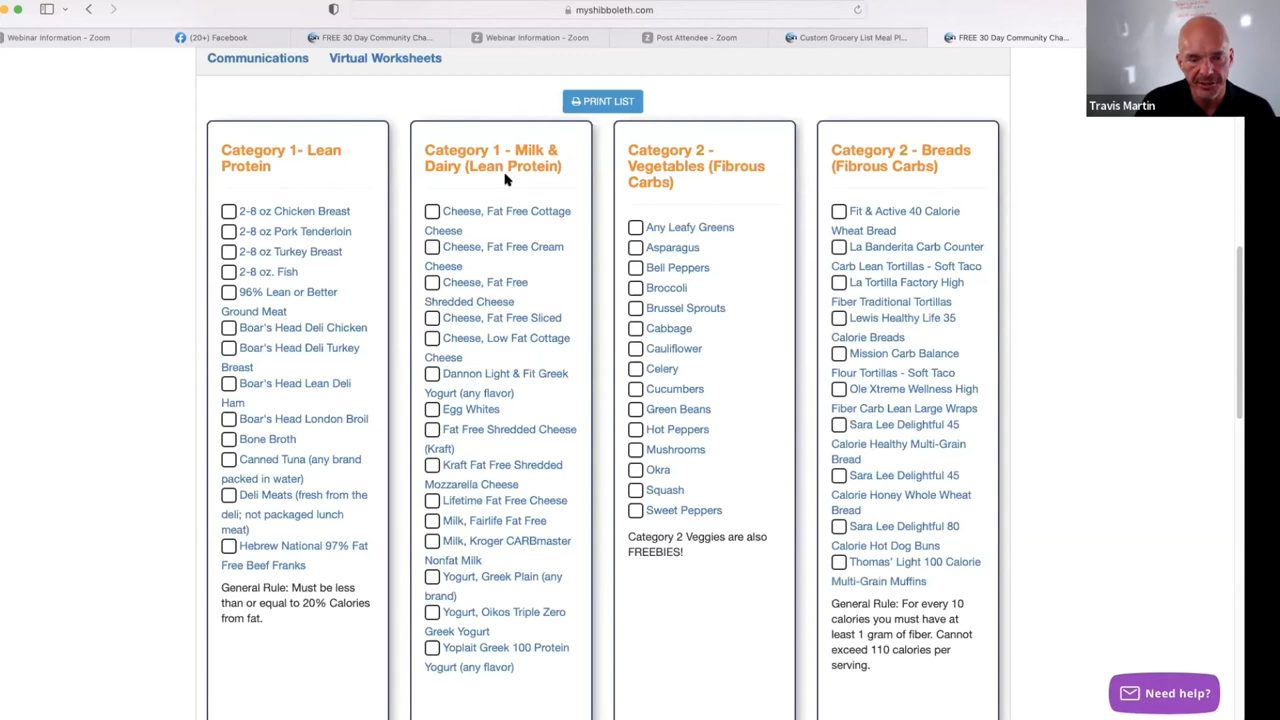 myshibboleth.com
Webinar Information - Zoom
(20+) Facebook
FREE 30 Day Community Cha...
Webinar Information - Zoom
Post Attendee - Zoom
Custom Grocery List Meal Pl...
FREE 30 Day Community Cha...
Travis Martin
Communications
Virtual Worksheets
PRINT LIST
Category 1- Lean
Protein
2-8 oz Chicken Breast
2-8 oz Pork Tenderloin
2-8 oz Turkey Breast
2-8 oz. Fish
96% Lean or Better
Ground Meat
Boar's Head Deli Chicken
Boar's Head Deli Turkey
Breast
Boar's Head Lean Deli
Ham
Boar's Head London Broil
Bone Broth
Canned Tuna (any brand
packed in water)
Deli Meats (fresh from the
deli; not packaged lunch
meat)
Hebrew National 97% Fat
Free Beef Franks
General Rule: Must be less
than or equal to 20% Calories
from fat.
Category 1 - Milk &
Dairy (Lean Protein)
Cheese, Fat Free Cottage
Cheese
Cheese, Fat Free Cream
Cheese
Cheese, Fat Free
Shredded Cheese
Cheese, Fat Free Sliced
Cheese, Low Fat Cottage
Cheese
Dannon Light & Fit Greek
Yogurt (any flavor)
Egg Whites
Fat Free Shredded Cheese
(Kraft)
Kraft Fat Free Shredded
Mozzarella Cheese
Lifetime Fat Free Cheese
Milk, Fairlife Fat Free
Milk, Kroger CARBmaster
Nonfat Milk
Yogurt, Greek Plain (any
brand)
Yogurt, Oikos Triple Zero
Greek Yogurt
Yoplait Greek 100 Protein
Yogurt (any flavor)
Category 2 -
Vegetables (Fibrous
Carbs)
Any Leafy Greens
Asparagus
Bell Peppers
Broccoli
Brussel Sprouts
Cabbage
Cauliflower
Celery
Cucumbers
Green Beans
Hot Peppers
Mushrooms
Okra
Squash
Sweet Peppers
Category 2 Veggies are also
FREEBIES!
Category 2 - Breads
(Fibrous Carbs)
Fit & Active 40 Calorie
Wheat Bread
La Banderita Carb Counter
Carb Lean Tortillas - Soft Taco
La Tortilla Factory High
Fiber Traditional Tortillas
Lewis Healthy Life 35
Calorie Breads
Mission Carb Balance
Flour Tortillas - Soft Taco
Ole Xtreme Wellness High
Fiber Carb Lean Large Wraps
Sara Lee Delightful 45
Calorie Healthy Multi-Grain
Bread
Sara Lee Delightful 45
Calorie Honey Whole Wheat
Bread
Sara Lee Delightful 80
Calorie Hot Dog Buns
Thomas' Light 100 Calorie
Multi-Grain Muffins
General Rule: For every 10
calories you must have at
least 1 gram of fiber. Cannot
exceed 110 calories per
serving.
Need help?